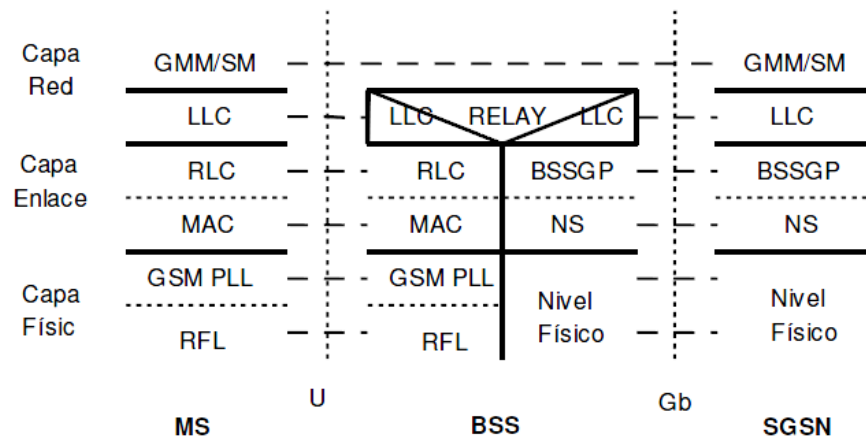 Capa
Red
GMM/SM
GMM/SM
LLC
LLC RELAY LLC
LLC
Capa
Enlace
RLC
RLC
BSSGP
BSSGP
MAC
MAC
NS
NS
Capa
Físic
GSM PLL
GSM PLL
Nivel
Físico
Nivel
Físico
RFL
RFL
U
Gb
MS
BSS
SGSN